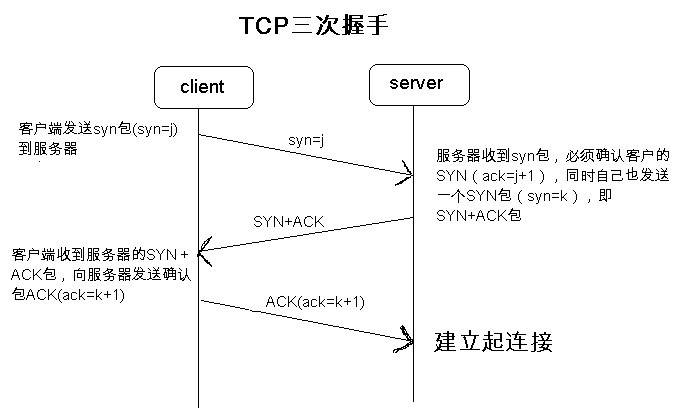 TCP三次握手
client
server
客户端发送syn包(syn=j)
到服务器
syn=j
服务器收到syn包，必须确认客户的
SYN（ack=j+1），同时自己也发送
一个SYN包（syn=k），即
SYN+ACK包
SYN+ACK
客户端收到服务器的SYN+
ACK包，向服务器发送确认
包ACK(ack=k+1)
ACK(ack=k+1)
建立起连接